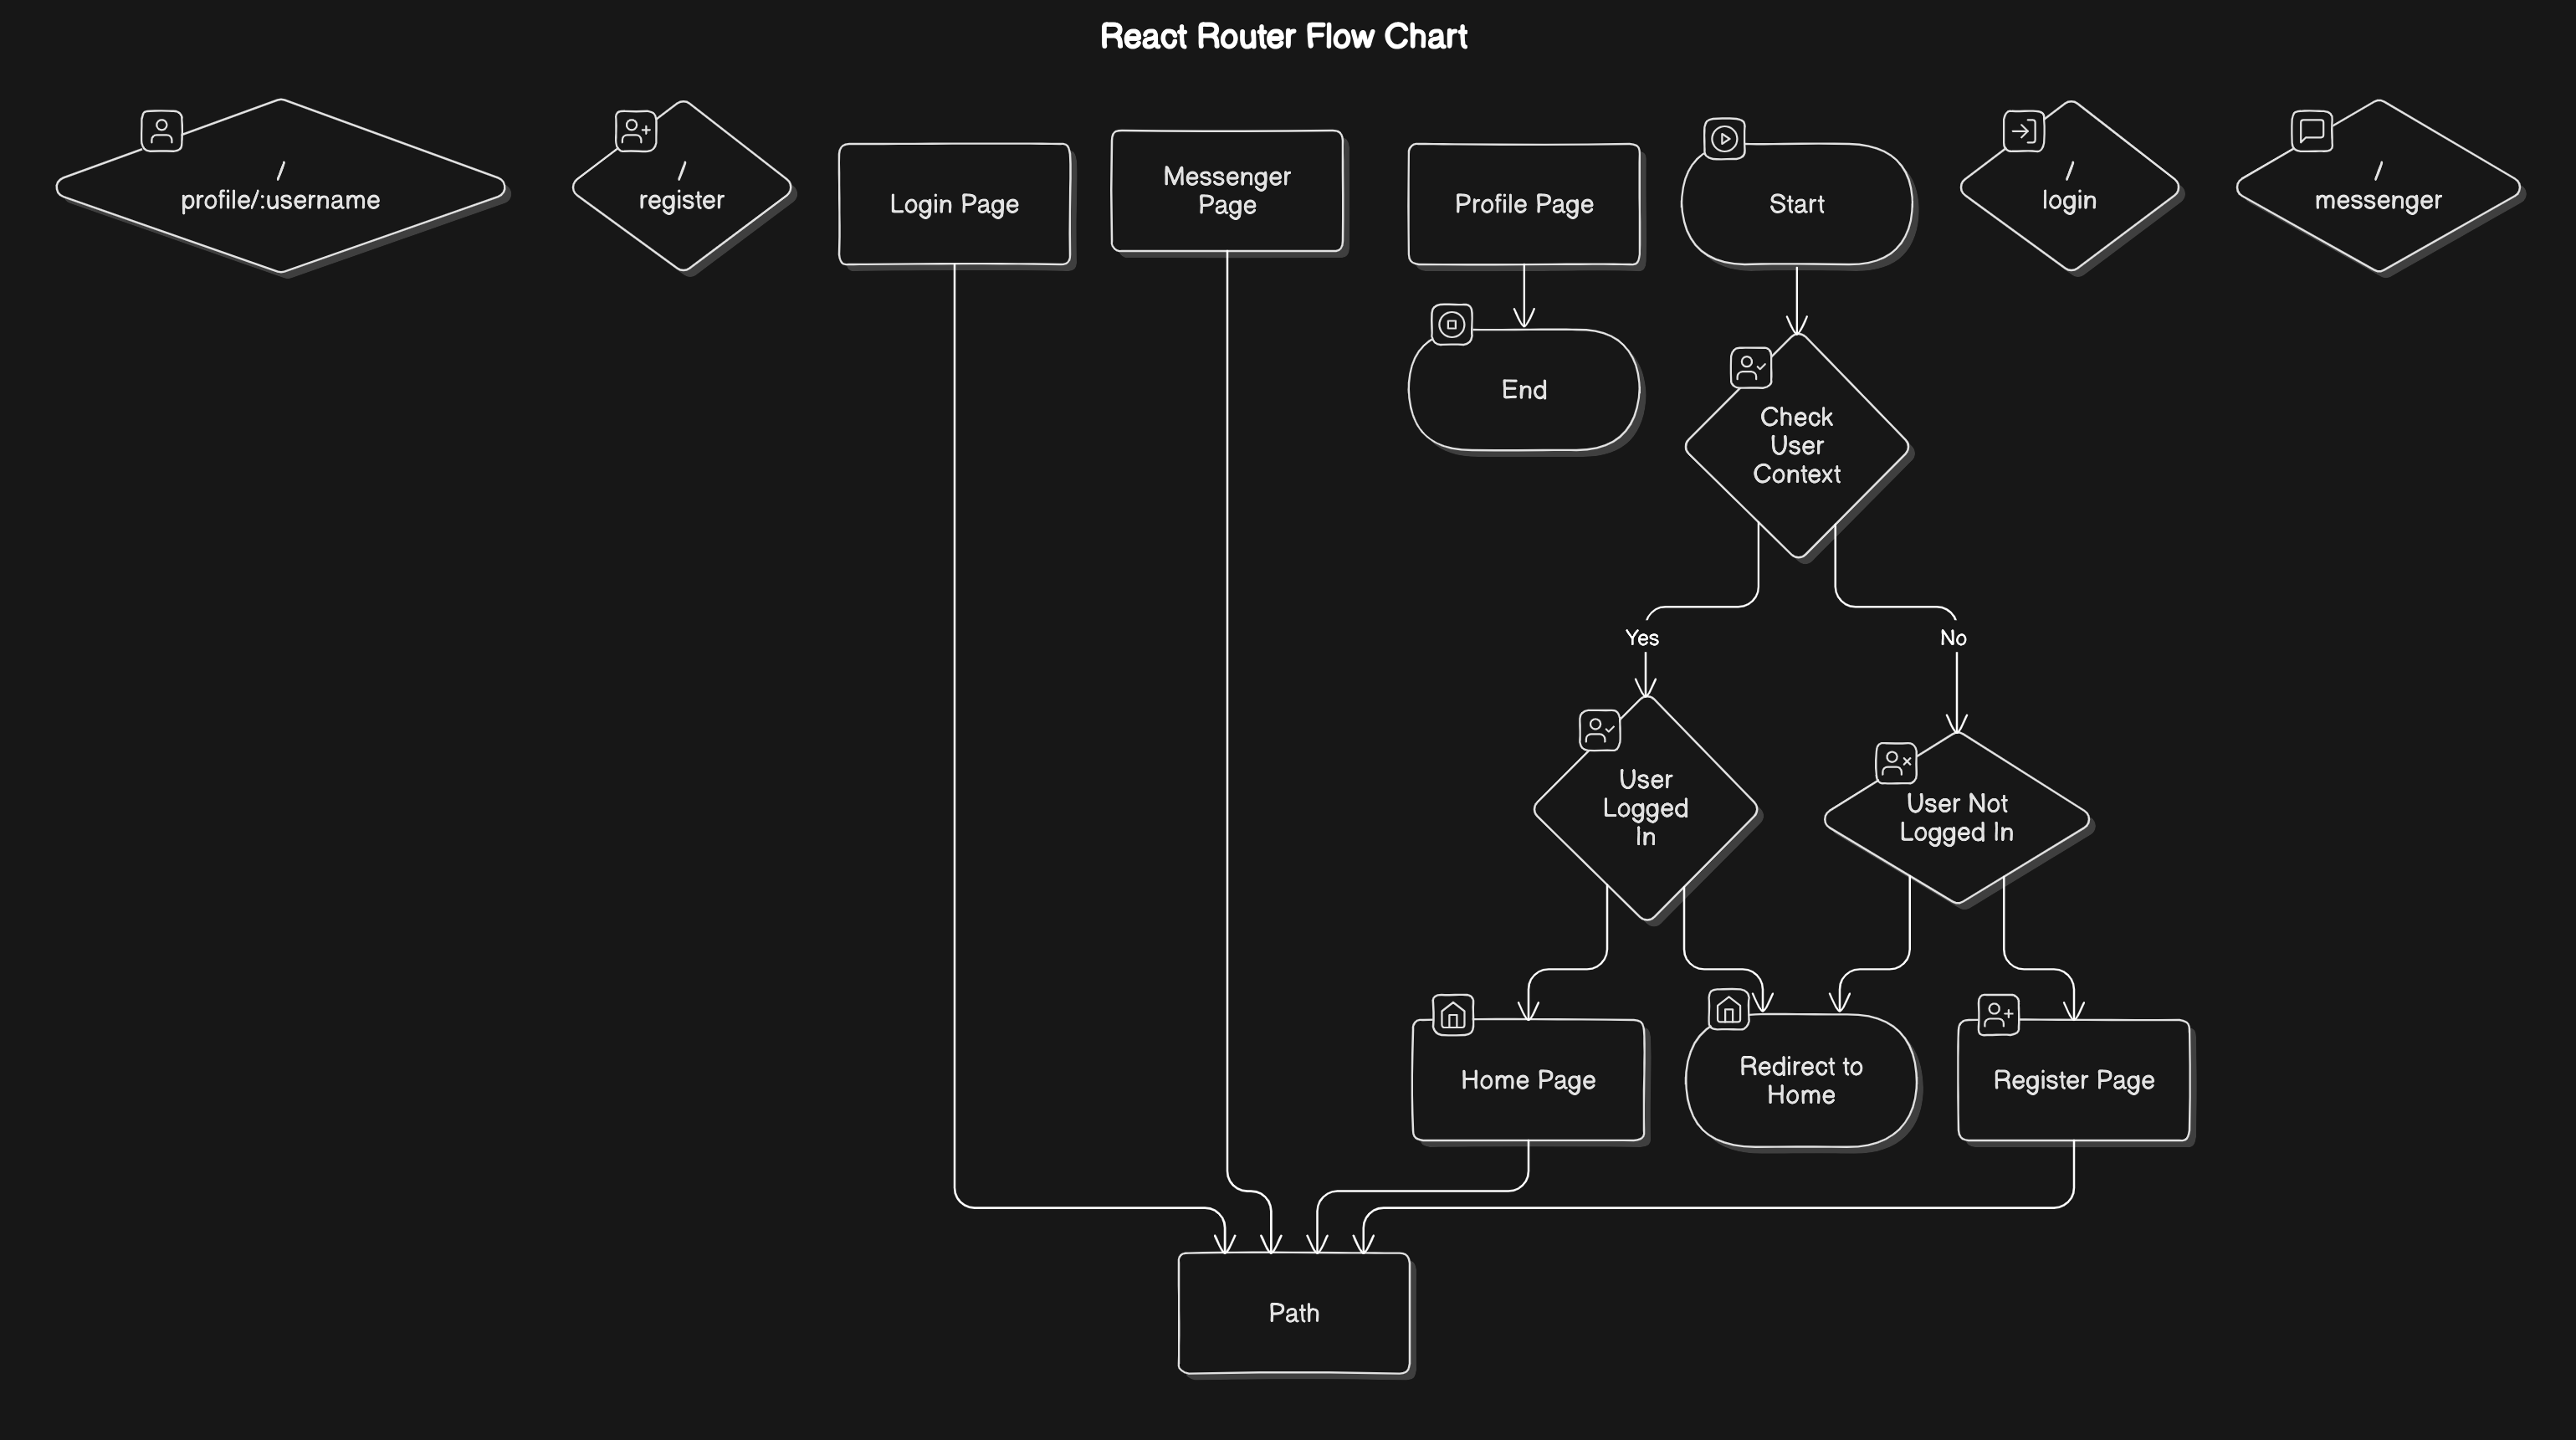 React Router Flow Chart
/
profile/:username
/
register
Login Page
Messenger
Page
Profile Page
Start
/
login
/
messenger
End
Check
User
Context
Yes
No
User
Logged
In
User Not
Logged In
Home Page
Redirect to
Home
Register Page
Path